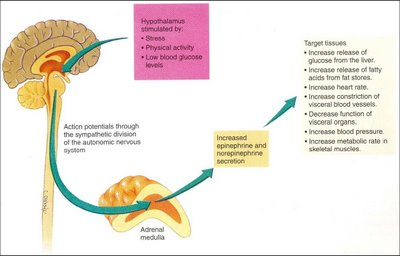 Hypothalamus
stimulated by:
• Stress
• Physical activity
• Low blood glucose
levels
Target tissues
• Increase release of
glucose from the liver.
• Increase release of fatty
acids from fat stores.
• Increase heart rate.
• Increase constriction of
visceral blood vessels.
• Decrease function of
visceral organs.
• Increase blood pressure.
• Increase metabolic rate in
skeletal muscles.
Action potentials through
the sympathetic division
of the autonomic nervous
system
Increased
epinephrine and
norepinephrine
secretion
Adrenal
medulla